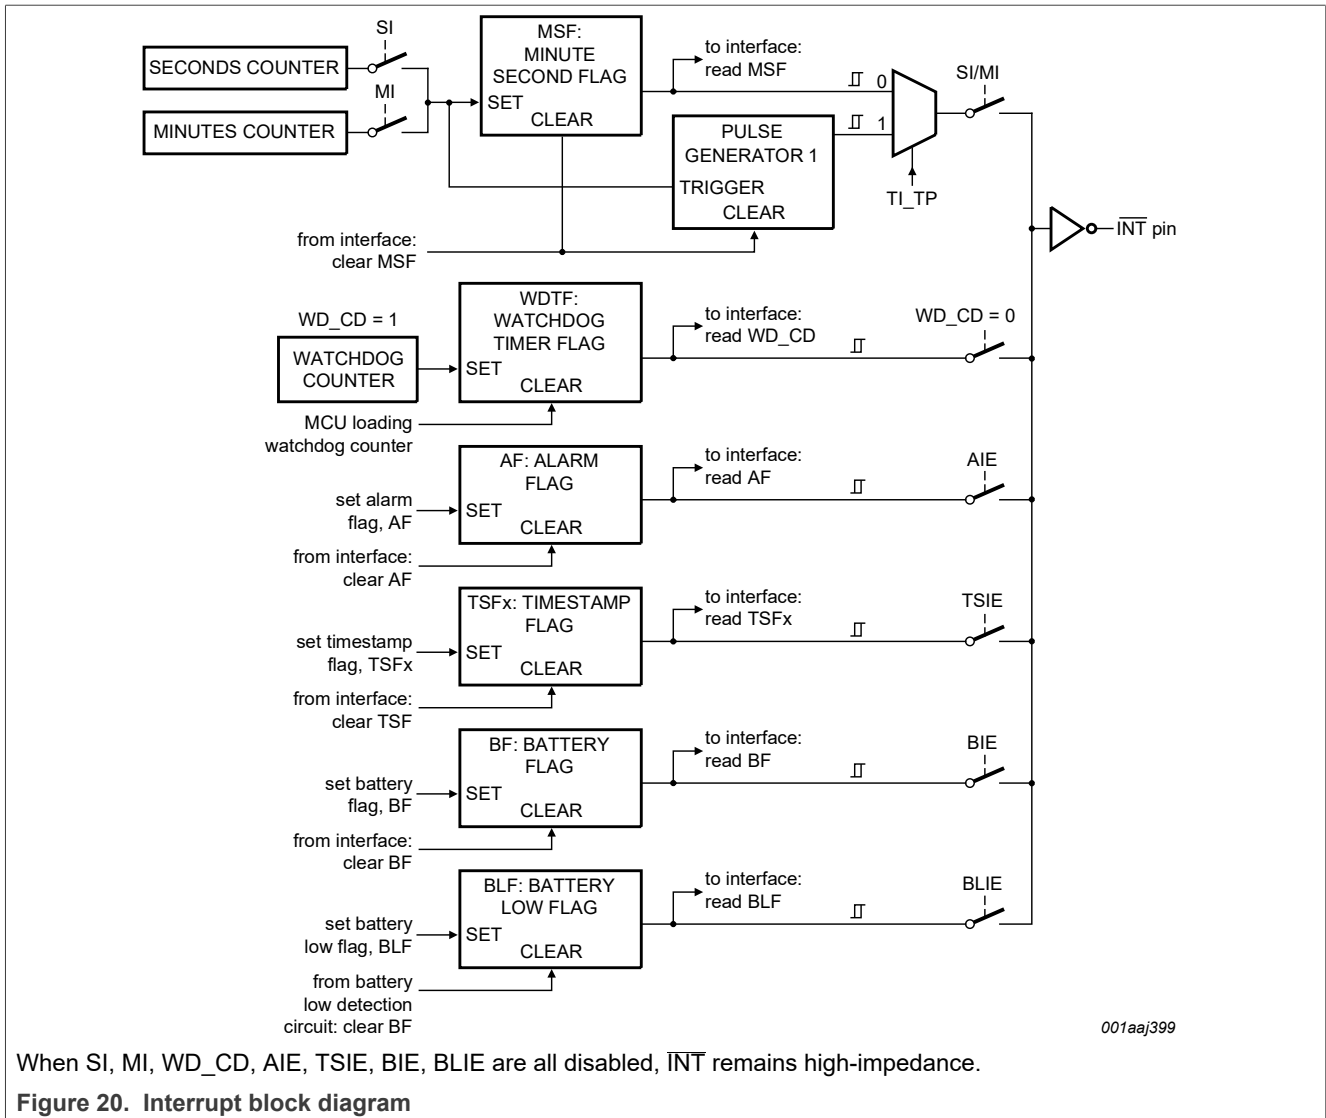 SI
SECONDS COUNTER
MI
MINUTES COUNTER
MSF:
MINUTE
SECOND FLAG
SET
CLEAR
to interface:
read MSF
0
1
SI/MI
PULSE
GENERATOR 1
TRIGGER
CLEAR
TI_TP
INT pin
from interface:
clear MSF
WD_CD = 1
WATCHDOG
COUNTER
WDTF:
WATCHDOG
TIMER FLAG
SET
CLEAR
to interface:
read WD_CD
WD_CD = 0
MCU loading
watchdog counter
AF: ALARM
FLAG
SET
CLEAR
to interface:
read AF
AIE
set alarm
flag, AF
from interface:
clear AF
TSFx: TIMESTAMP
FLAG
SET
CLEAR
to interface:
read TSFx
TSIE
set timestamp
flag, TSFx
from interface:
clear TSF
BF: BATTERY
FLAG
SET
CLEAR
to interface:
read BF
BIE
set battery
flag, BF
from interface:
clear BF
BLF: BATTERY
LOW FLAG
SET
CLEAR
to interface:
read BLF
BLIE
set battery
low flag, BLF
from battery
low detection
circuit: clear BF
001aaj399
When SI, MI, WD_CD, AIE, TSIE, BIE, BLIE are all disabled, INT remains high-impedance.
Figure 20. Interrupt block diagram